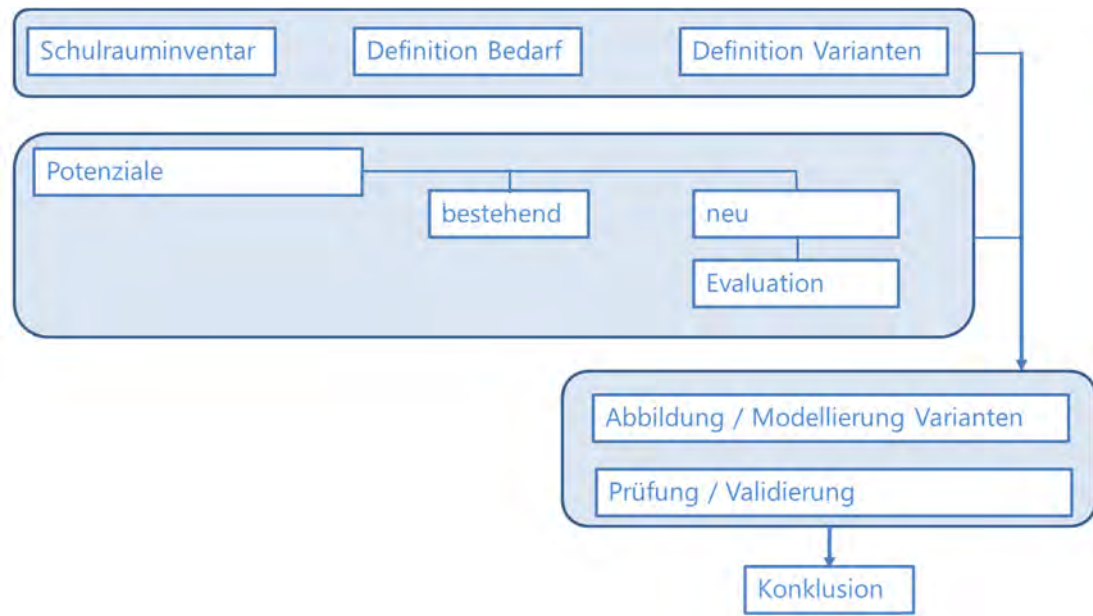 Schulrauminventar
Definition Bedarf
Definition Varianten
Potenziale
bestehend
neu
Evaluation
Abbildung / Modellierung Varianten
Prüfung / Validierung
Konklusion